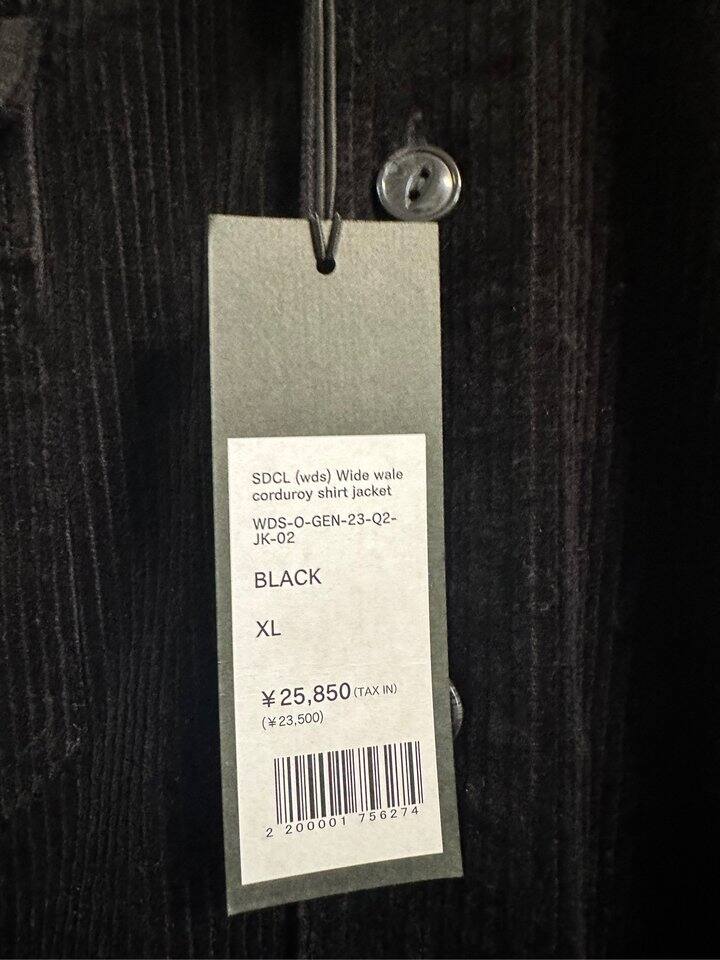 SDCL (wds) Wide wale
corduroy shirt jacket
WDS-O-GEN-23-Q2-
JK-02
BLACK
XL
¥25,850(TAX IN)
(¥23,500)
2 200001 756274